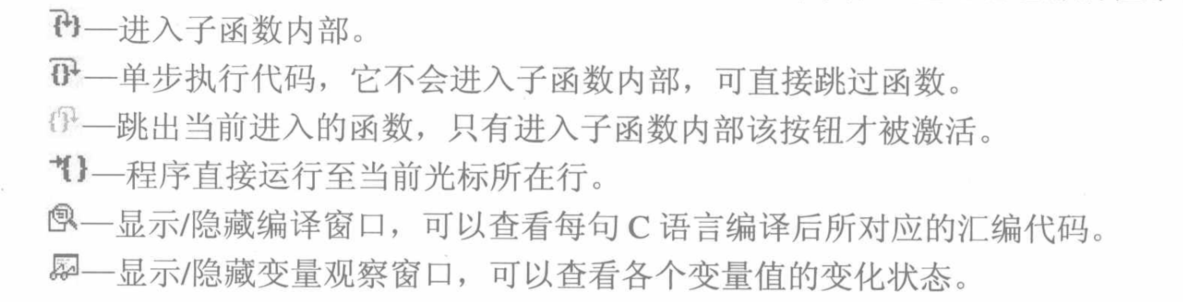 —进入子函数内部。
—单步执行代码，它不会进入子函数内部，可直接跳过函数。
—跳出当前进入的函数，只有进入子函数内部该按钮才被激活。
—程序直接运行至当前光标所在行。
—显示/隐藏编译窗口，可以查看每句 C 语言编译后所对应的汇编代码。
—显示/隐藏变量观察窗口，可以查看各个变量值的变化状态。